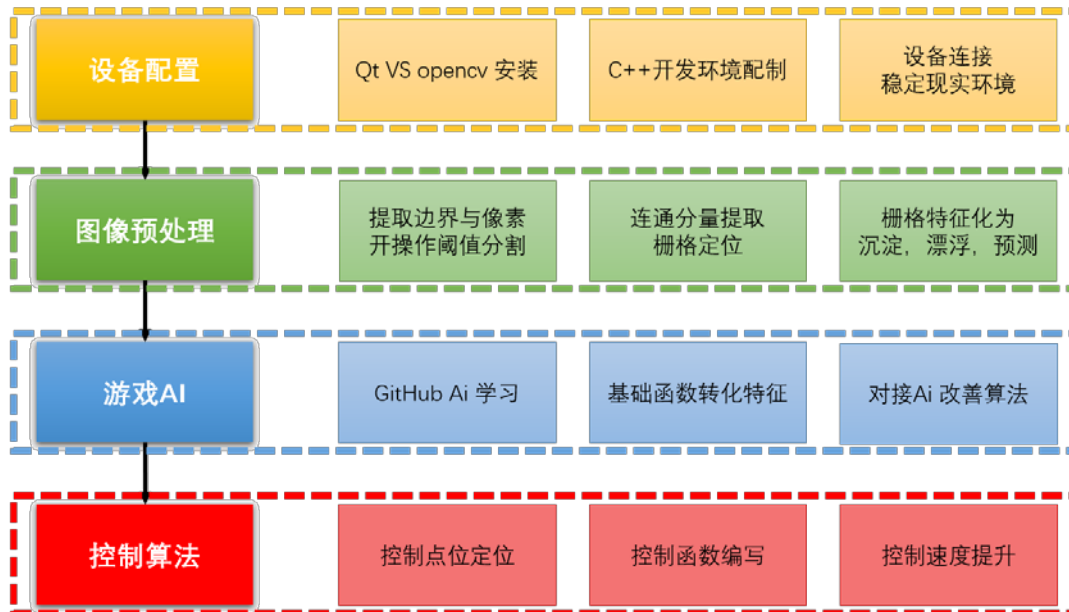 设备配置
Qt VS opencv 安装
C++开发环境配制
设备连接
稳定现实环境
图像预处理
提取边界与像素
开操作阈值分割
连通分量提取
栅格定位
栅格特征化为
沉淀，漂浮，预测
游戏AI
GitHub Ai 学习
基础函数转化特征
对接Ai 改善算法
控制算法
控制点位定位
控制函数编写
控制速度提升